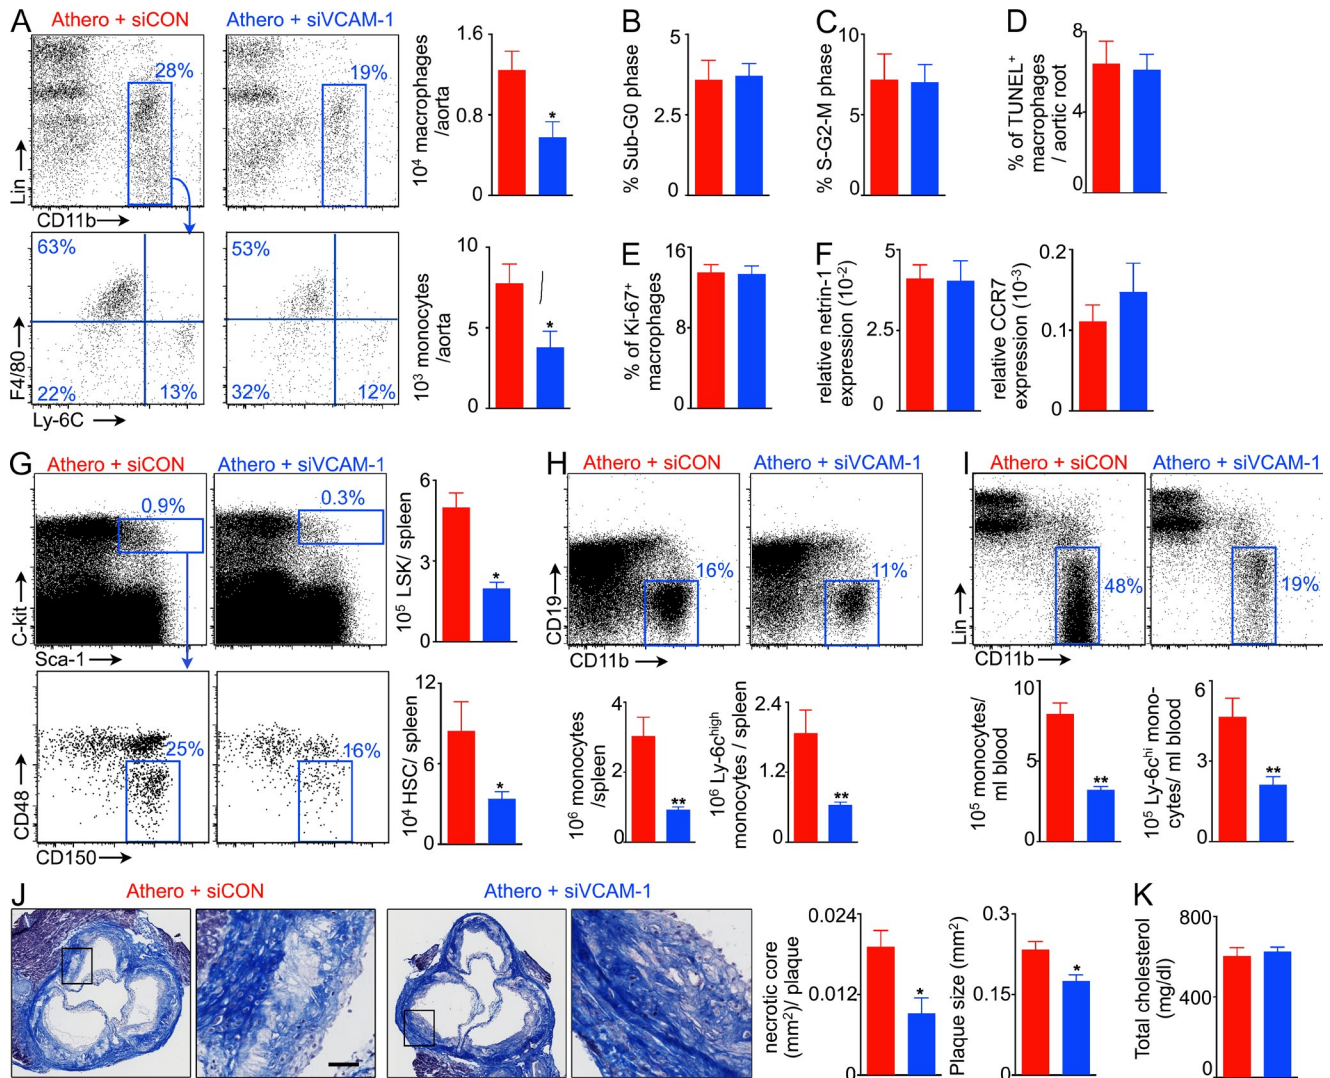 A
Athero + siCON
Athero + siVCAM-1
28%
19%
Lin
CD11b
63%
22%
13%
53%
32%
12%
F4/80
Ly-6C
1.6
0.8
0
10⁴ macrophages
/aorta
*
10
5
0
10³ monocytes
/aorta
*
B
5
2.5
0
% Sub-G0 phase
C
10
5
0
% S-G2-M phase
D
8
6
4
0
% of TUNEL⁺
macrophages
/ aortic root
E
16
8
0
% of Ki-67⁺
macrophages
F
5
2.5
0
relative netrin-1
expression (10⁻²)
0.2
0.1
0
relative CCR7
expression (10⁻³)
G
Athero + siCON
Athero + siVCAM-1
0.9%
0.3%
C-kit
Sca-1
25%
16%
CD48
CD150
6
3
0
10⁵ LSK/ spleen
*
12
6
0
10⁴ HSC/ spleen
*
H
Athero + siCON
Athero + siVCAM-1
16%
11%
CD19
CD11b
4
2
0
10⁶ monocytes
/spleen
**
2.4
1.2
0
10⁶ Ly-6cʰⁱᵍʰ
monocytes / spleen
**
I
Athero + siCON
Athero + siVCAM-1
48%
19%
Lin
CD11b
10
5
0
10⁵ monocytes/
ml blood
**
6
3
0
10⁵ Ly-6cʰⁱ mono-
cytes/ ml blood
**
J
Athero + siCON
Athero + siVCAM-1
0.024
0.012
0
necrotic core
(mm²)/ plaque
*
0.3
0.15
0
Plaque size (mm²)
*
K
800
400
0
Total cholesterol
(mg/dl)